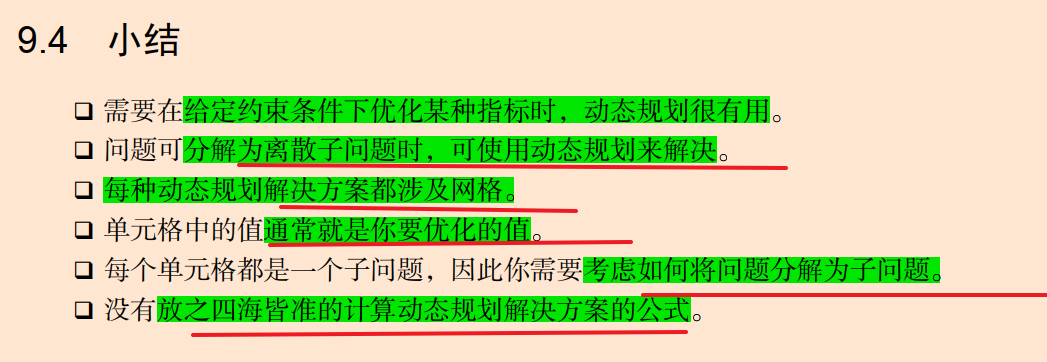 9.4 小结
❑ 需要在给定约束条件下优化某种指标时，动态规划很有用。
❑ 问题可分解为离散子问题时，可使用动态规划来解决。
❑ 每种动态规划解决方案都涉及网格。
❑ 单元格中的值通常就是你要优化的值。
❑ 每个单元格都是一个子问题，因此你需要考虑如何将问题分解为子问题。
❑ 没有放之四海皆准的计算动态规划解决方案的公式。